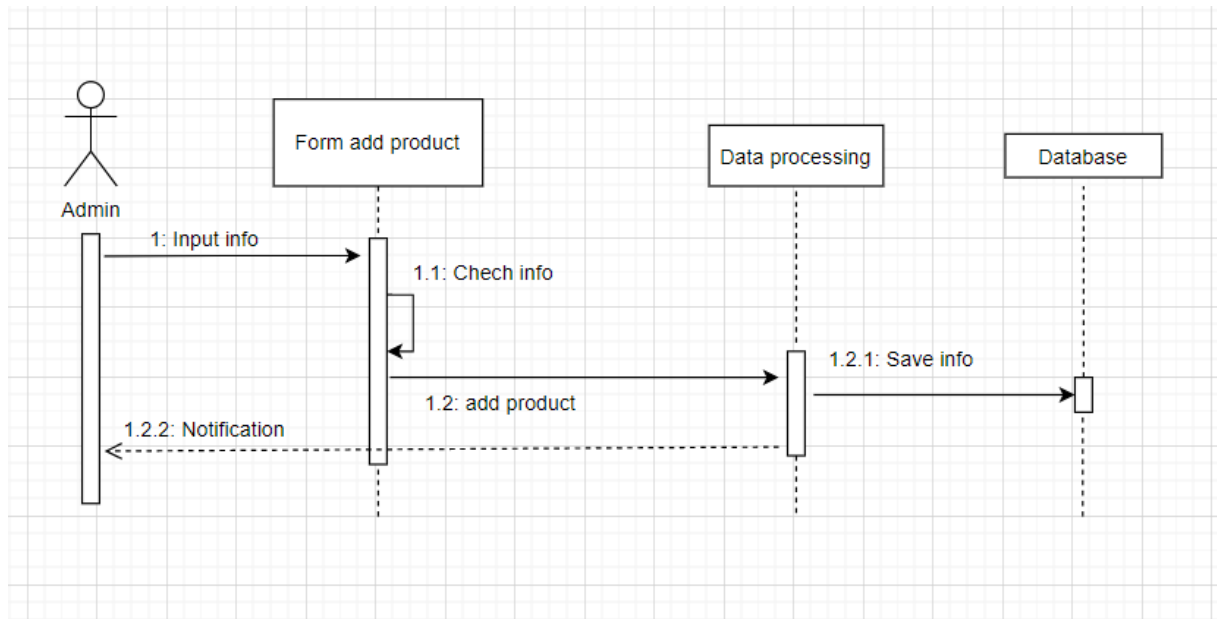 Form add product
Data processing
Database
Admin
1: Input info
1.1: Chech info
1.2.1: Save info
1.2: add product
1.2.2: Notification